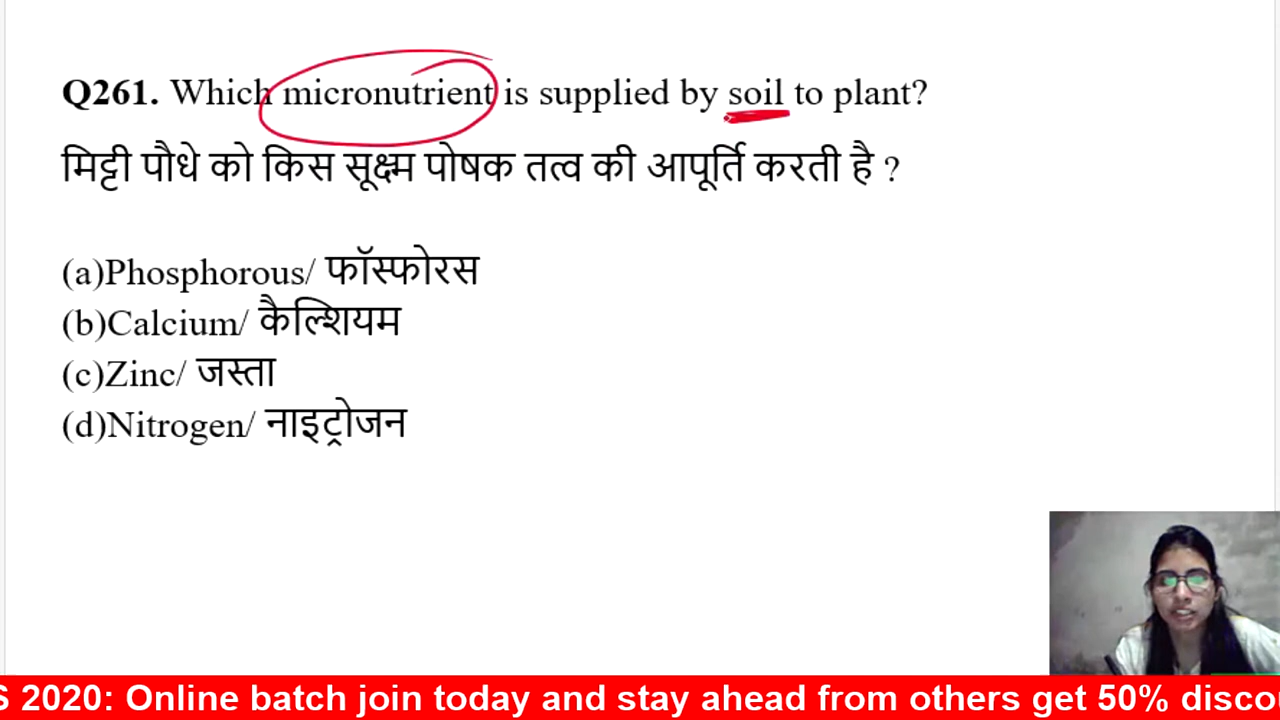 Q261. Which micronutrient is supplied by soil to plant?
मिट्टी पौधे को किस सूक्ष्म पोषक तत्व की आपूर्ति करती है ?
(a)Phosphorous/ फॉस्फोरस
(b)Calcium/ कैल्शियम
(c)Zinc/ जस्ता
(d)Nitrogen/ नाइट्रोजन
S 2020: Online batch join today and stay ahead from others get 50% disco